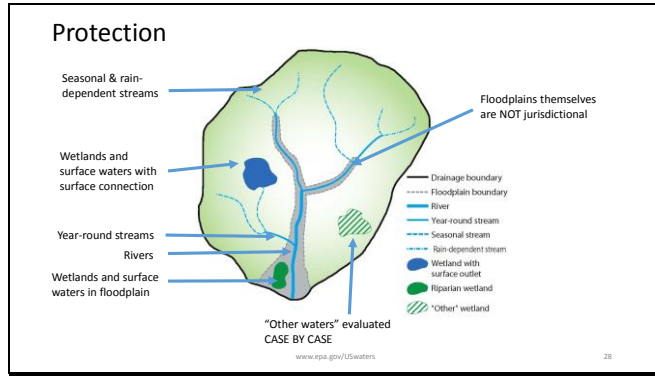 Protection
Seasonal & rain-
dependent streams
Floodplains themselves
are NOT jurisdictional
Wetlands and
surface waters with
surface connection
Year-round streams
Rivers
Wetlands and surface
waters in floodplain
Drainage boundary
Floodplain boundary
River
Year-round stream
Seasonal stream
Rain-dependent stream
Wetland with
surface outlet
Riparian wetland
"Other" wetland
“Other waters” evaluated
CASE BY CASE
www.epa.gov/USwaters
28